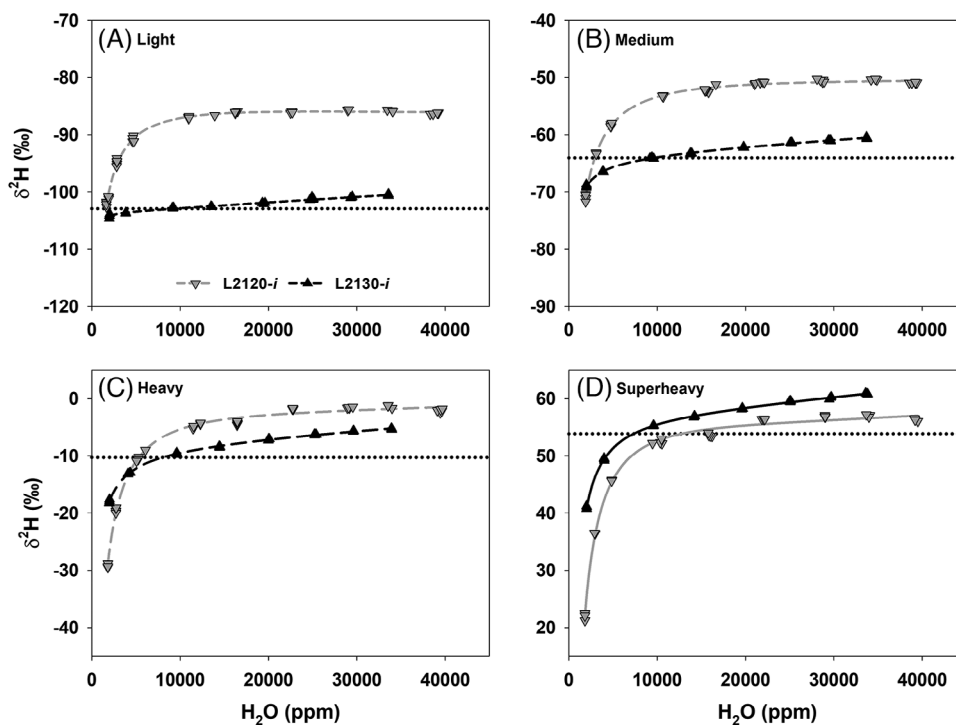 -70
(A) Light
-80
-90
-100
-110
-120
δ²H (‰)
L2120-i
L2130-i
0 10000 20000 30000 40000
-40
(B) Medium
-50
-60
-70
-80
-90
0 10000 20000 30000 40000
(C) Heavy
0
-10
-20
-30
-40
δ²H (‰)
0 10000 20000 30000 40000
H₂O (ppm)
(D) Superheavy
60
50
40
30
20
0 10000 20000 30000 40000
H₂O (ppm)